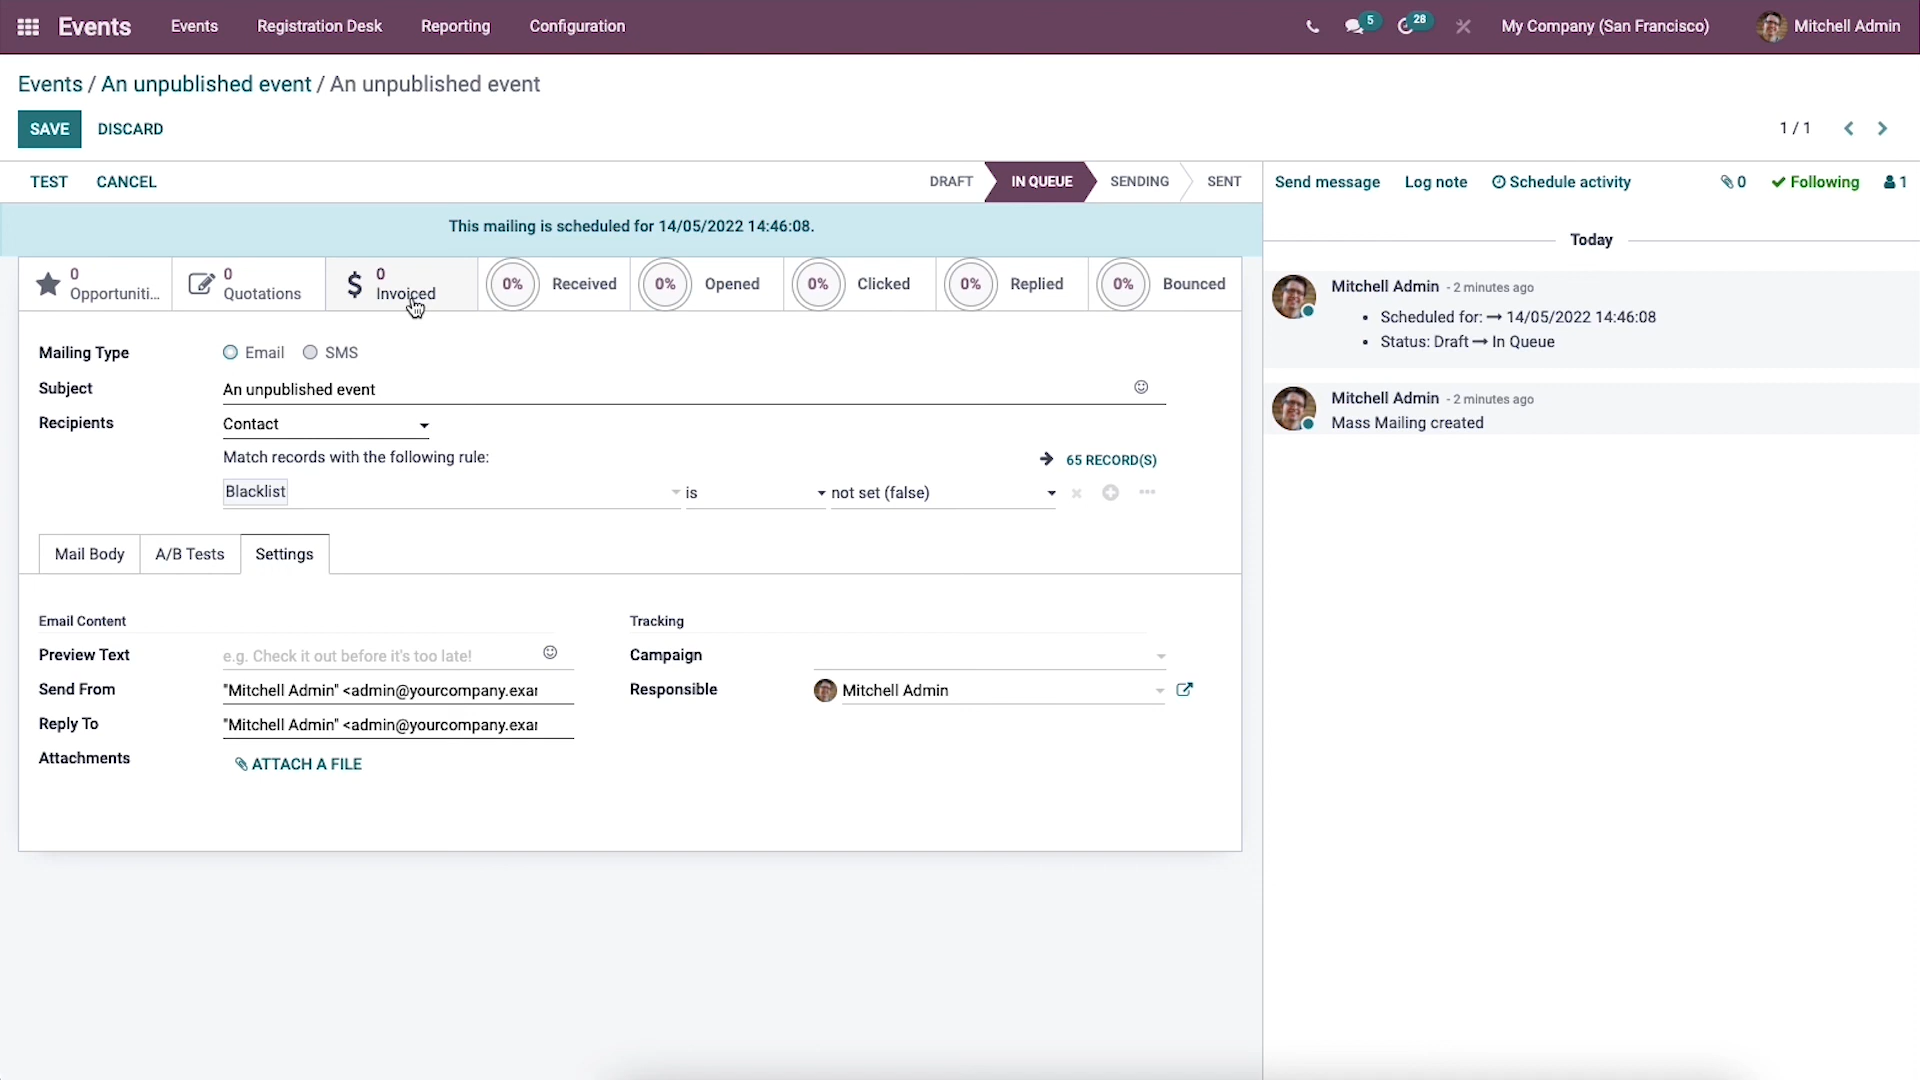 Events Events Registration Desk Reporting Configuration 5 28 My Company (San Francisco) Mitchell Admin
Events / An unpublished event / An unpublished event
SAVE DISCARD 1 / 1
TEST CANCEL DRAFT IN QUEUE SENDING SENT Send message Log note Schedule activity 0 Following 1
This mailing is scheduled for 14/05/2022 14:46:08.
Today
0 Opportuniti...
0 Quotations
0 Invoiced
0% Received
0% Opened
0% Clicked
0% Replied
0% Bounced
Mitchell Admin - 2 minutes ago
Scheduled for: → 14/05/2022 14:46:08
Status: Draft → In Queue
Mitchell Admin - 2 minutes ago
Mass Mailing created
Mailing Type Email SMS
Subject An unpublished event
Recipients Contact
Match records with the following rule: 65 RECORD(S)
Blacklist is not set (false)
Mail Body A/B Tests Settings
Email Content
Preview Text e.g. Check it out before it's too late!
Send From "Mitchell Admin" <admin@yourcompany.exar
Reply To "Mitchell Admin" <admin@yourcompany.exar
Attachments ATTACH A FILE
Tracking
Campaign
Responsible Mitchell Admin